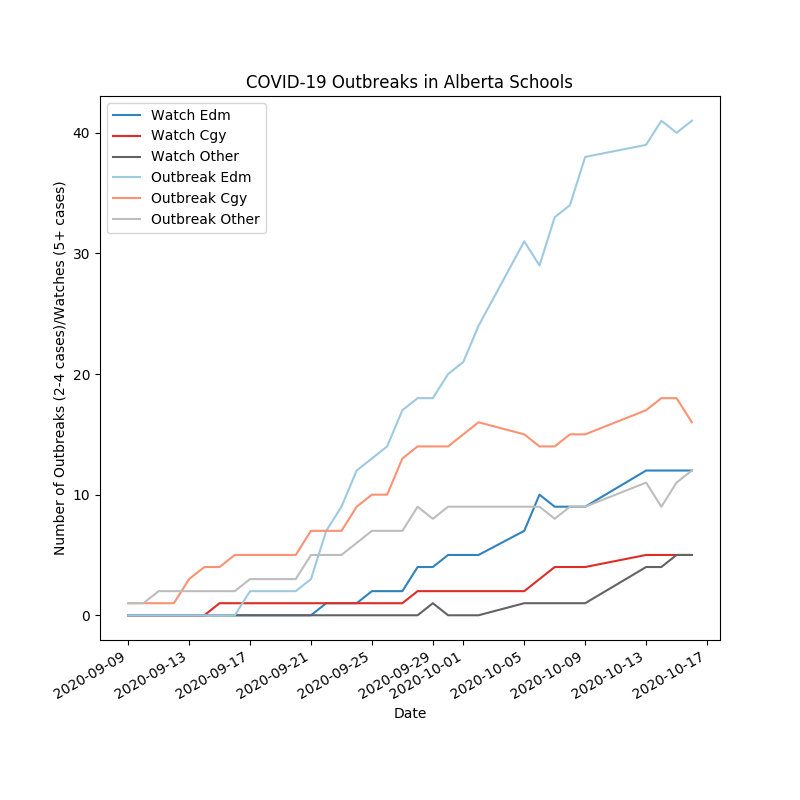 COVID-19 Outbreaks in Alberta Schools
Watch Edm
Watch Cgy
Watch Other
Outbreak Edm
Outbreak Cgy
Outbreak Other
Number of Outbreaks (2-4 cases)/Watches (5+ cases)
40
30
20
10
0
2020-09-09
2020-09-13
2020-09-17
2020-09-21
2020-09-25
2020-09-29
2020-10-01
2020-10-05
2020-10-09
2020-10-13
2020-10-17
Date